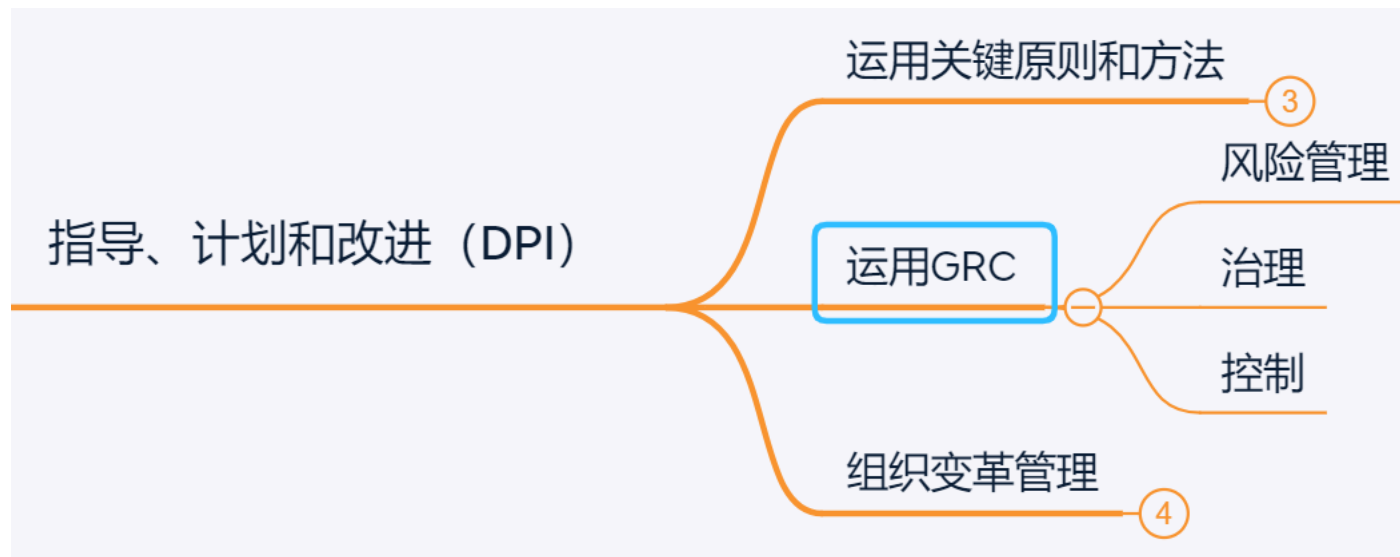 指导、计划和改进（DPI）
运用关键原则和方法
3
运用GRC
风险管理
治理
控制
组织变革管理
4